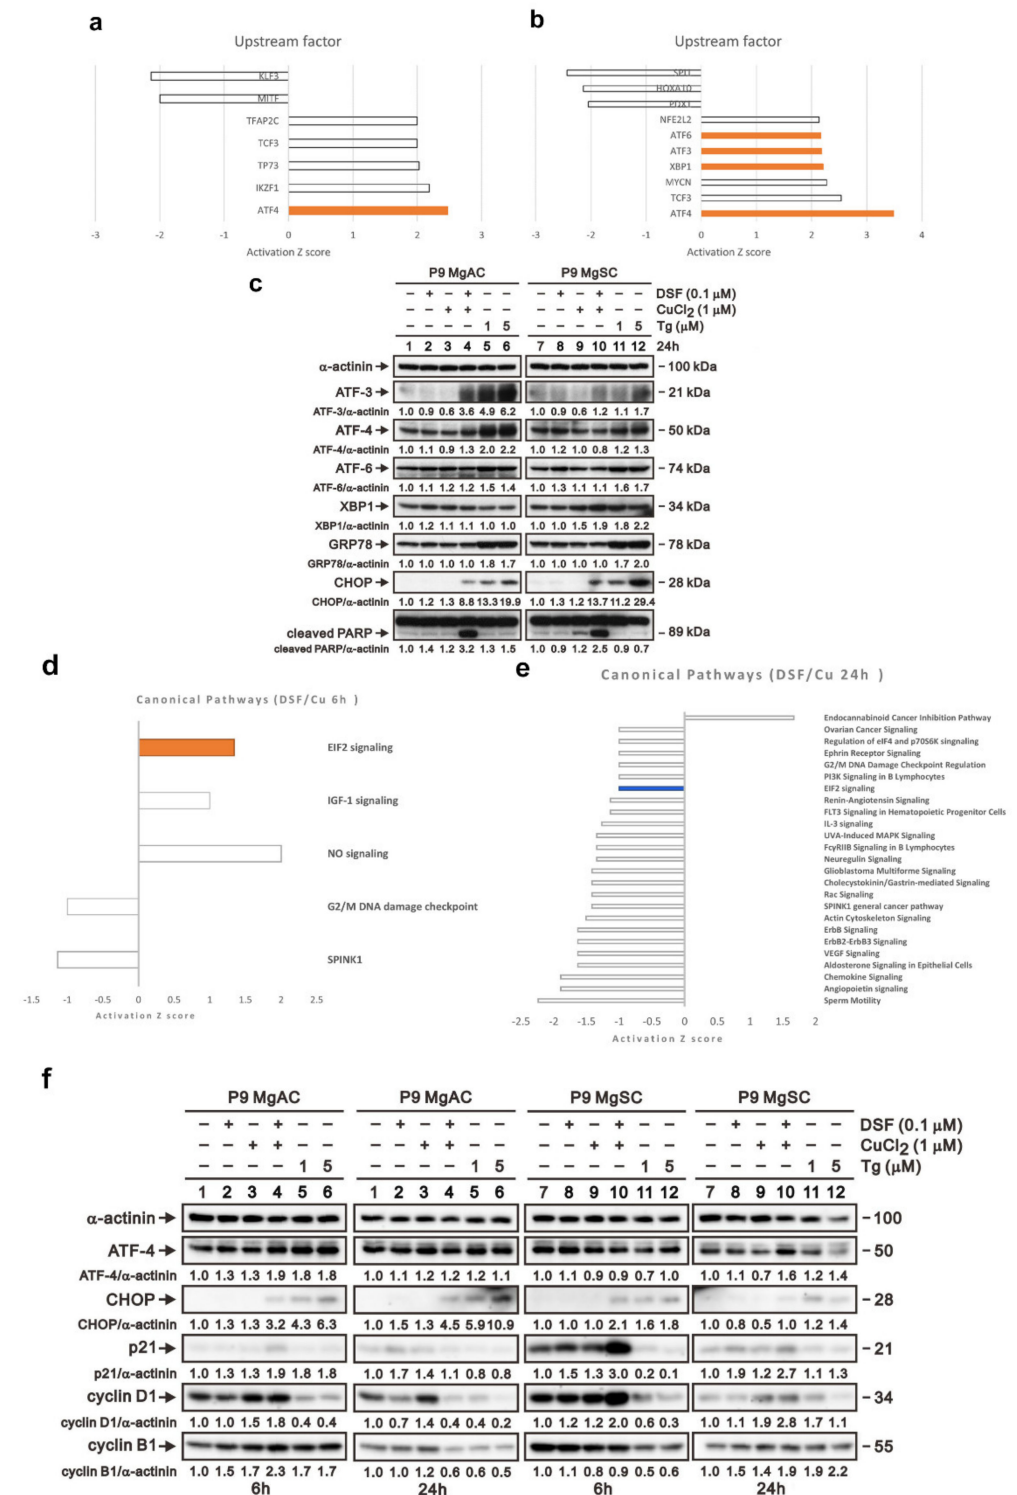 a
Upstream factor
KLF3
MITF
TFAP2C
TCF3
TP73
IKZF1
ATF4
-3 -2 -1 0 1 2 3
Activation Z score
b
Upstream factor
SPI1
HOXA10
PDX1
NFE2L2
ATF6
ATF3
XBP1
MYCN
TCF3
ATF4
-3 -2 -1 0 1 2 3 4
Activation Z score
c
P9 MgAC P9 MgSC
− + − + − − − + − + − − DSF (0.1 µM)
− − + + − − − − + + − − CuCl2 (1 µM)
− − − − 1 5 − − − − 1 5 Tg (µM)
1 2 3 4 5 6 7 8 9 10 11 12 24h
α-actinin − 100 kDa
ATF-3 − 21 kDa
ATF-3/α-actinin 1.0 0.9 0.6 3.6 4.9 6.2 1.0 0.9 0.6 1.2 1.1 1.7
ATF-4 − 50 kDa
ATF-4/α-actinin 1.0 1.1 0.9 1.3 2.0 2.2 1.0 1.2 1.0 0.8 1.2 1.3
ATF-6 − 74 kDa
ATF-6/α-actinin 1.0 1.1 1.2 1.2 1.5 1.4 1.0 1.3 1.1 1.1 1.6 1.7
XBP1 − 34 kDa
XBP1/α-actinin 1.0 1.2 1.1 1.1 1.0 1.0 1.0 1.0 1.5 1.9 1.8 2.2
GRP78 − 78 kDa
GRP78/α-actinin 1.0 1.0 1.0 1.0 1.8 1.7 1.0 1.0 1.0 1.0 1.7 2.0
CHOP − 28 kDa
CHOP/α-actinin 1.0 1.2 1.3 8.8 13.3 19.9 1.0 1.3 1.2 13.7 11.2 29.4
cleaved PARP − 89 kDa
cleaved PARP/α-actinin 1.0 1.4 1.2 3.2 1.3 1.5 1.0 0.9 1.2 2.5 0.9 0.7
d
Canonical Pathways (DSF/Cu 6h )
EIF2 signaling
IGF-1 signaling
NO signaling
G2/M DNA damage checkpoint
SPINK1
-1.5 -1 -0.5 0 0.5 1 1.5 2 2.5
Activation Z score
e
Canonical Pathways (DSF/Cu 24h )
Endocannabinoid Cancer Inhibition Pathway
Ovarian Cancer Signaling
Regulation of eIF4 and p70S6K singnaling
Ephrin Receptor Signaling
G2/M DNA Damage Checkpoint Regulation
PI3K Signaling in B Lymphocytes
EIF2 signaling
Renin-Angiotensin Signaling
FLT3 Signaling in Hematopoietic Progenitor Cells
IL-3 signaling
UVA-Induced MAPK Signaling
FcγRIIB Signaling in B Lymphocytes
Neuregulin Signaling
Glioblastoma Multiforme Signaling
Cholecystokinin/Gastrin-mediated Signaling
Rac Signaling
SPINK1 general cancer pathway
Actin Cytoskeleton Signaling
ErbB Signaling
ErbB2-ErbB3 Signaling
VEGF Signaling
Aldosterone Signaling in Epithelial Cells
Chemokine Signaling
Angiopoietin signaling
Sperm Motility
-2.5 -2 -1.5 -1 -0.5 0 0.5 1 1.5 2
Activation Z score
f
P9 MgAC P9 MgAC P9 MgSC P9 MgSC
− + − + − − − + − + − − − + − + − − − + − + − − DSF (0.1 µM)
− − + + − − − − + + − − − − + + − − − − + + − − CuCl2 (1 µM)
− − − − 1 5 − − − − 1 5 − − − − 1 5 − − − − 1 5 Tg (µM)
1 2 3 4 5 6 1 2 3 4 5 6 7 8 9 10 11 12 7 8 9 10 11 12
α-actinin − 100
ATF-4 − 50
ATF-4/α-actinin 1.0 1.3 1.3 1.9 1.8 1.8 1.0 1.1 1.2 1.2 1.2 1.1 1.0 1.1 0.9 0.9 0.7 1.0 1.0 1.1 0.7 1.6 1.2 1.4
CHOP − 28
CHOP/α-actinin 1.0 1.3 1.3 3.2 4.3 6.3 1.0 1.5 1.3 4.5 5.9 10.9 1.0 1.0 1.0 2.1 1.6 1.8 1.0 0.8 0.5 1.0 1.2 1.4
p21 − 21
p21/α-actinin 1.0 1.3 1.3 1.9 1.8 1.8 1.0 1.7 1.4 1.1 0.8 0.8 1.0 1.5 1.3 3.0 0.2 0.1 1.0 1.9 1.2 2.7 1.1 1.3
cyclin D1 − 34
cyclin D1/α-actinin 1.0 1.0 1.5 1.8 0.4 0.4 1.0 0.7 1.4 0.4 0.4 0.2 1.0 1.2 1.2 2.0 0.6 0.3 1.0 1.1 1.9 2.8 1.7 1.1
cyclin B1 − 55
cyclin B1/α-actinin 1.0 1.5 1.7 2.3 1.7 1.7 1.0 1.0 1.2 0.6 0.6 0.5 1.0 1.1 0.8 0.9 0.5 0.6 1.0 1.5 1.4 1.9 1.9 2.2
6h 24h 6h 24h